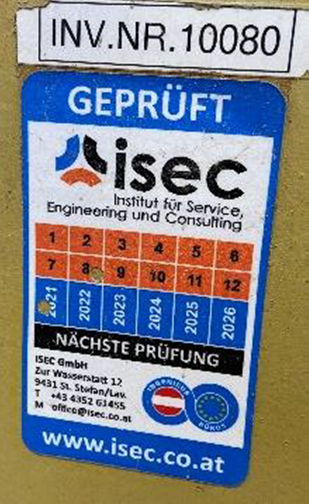 INV.NR.10080
GEPRÜFT
isec
Institut für Service,
Engineering und Consulting
1 2 3 4 5 6
7 8 9 10 11 12
2021 2022 2023 2024 2025 2026
NÄCHSTE PRÜFUNG
ISEC GmbH
Zur Wasserstatt 12
9431 St. Stefan/Lav.
T +43 4352 61455
M office@isec.co.at
INGENIEUR
BÜROS
www.isec.co.at